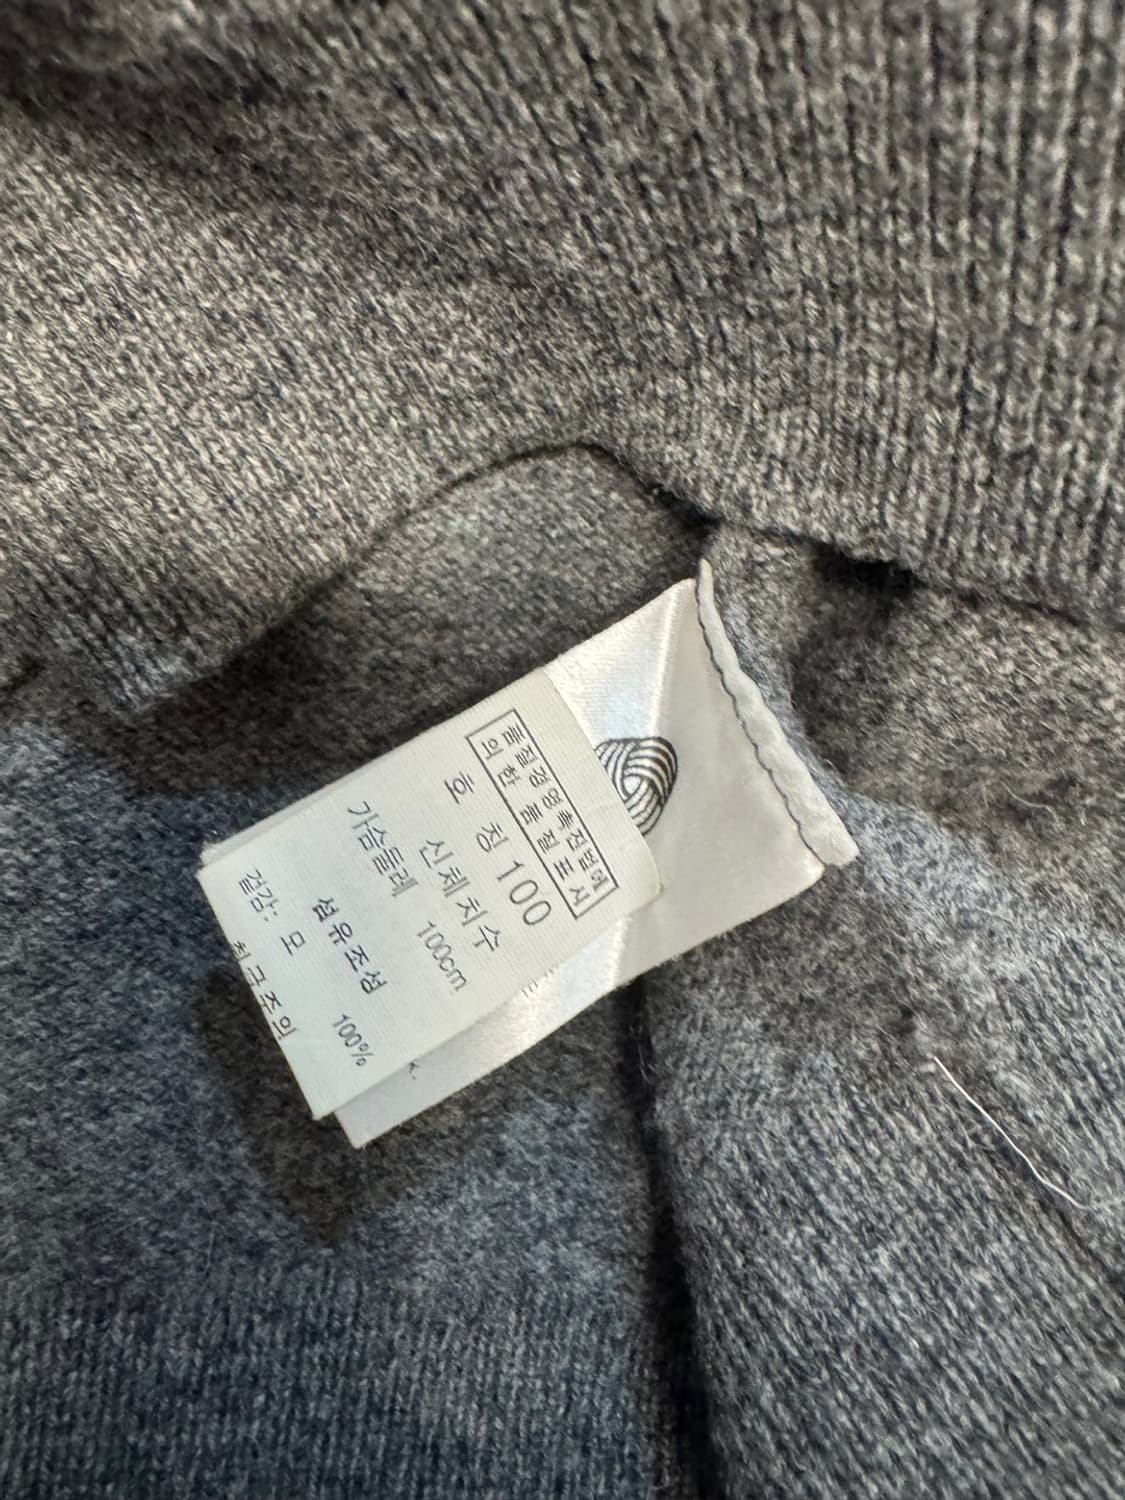 품질경영촉진법에
의한 품질표시
호 칭 100
신체치수
가슴둘레 100cm
섬유조성
겉감: 모 100%
취급주의
K.